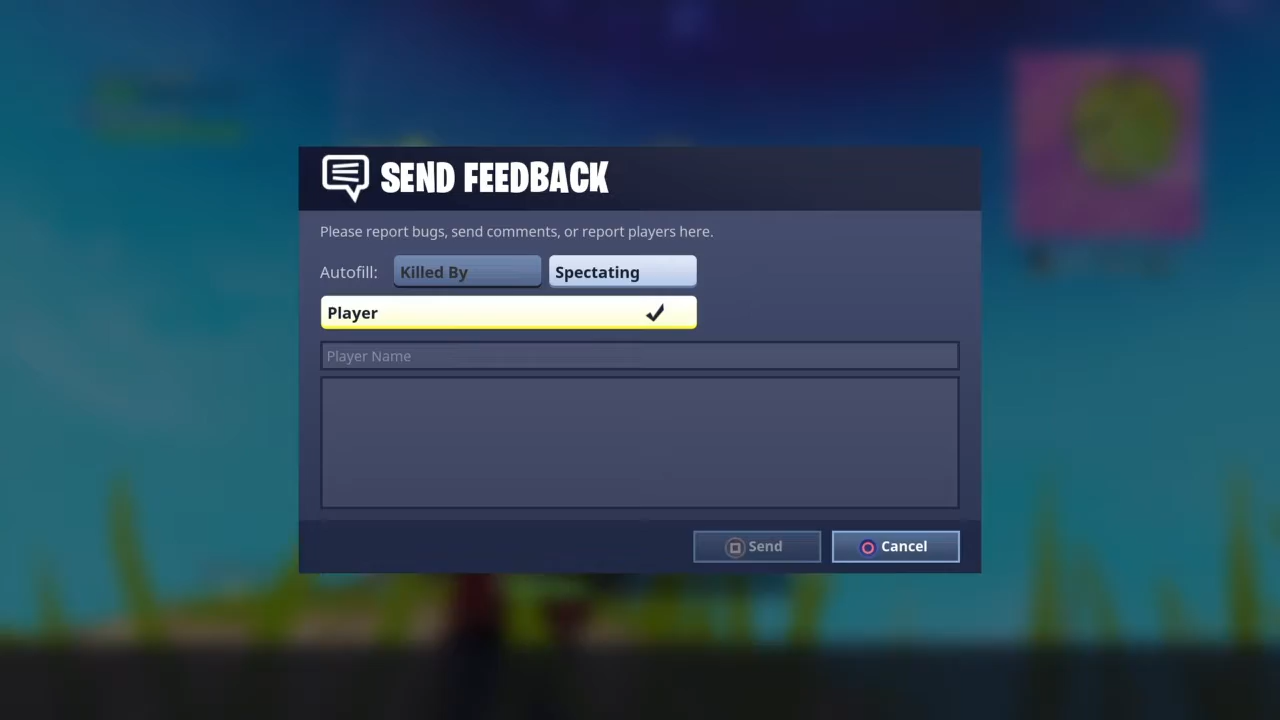 SEND FEEDBACK
Please report bugs, send comments, or report players here.
Autofill: Killed By Spectating
Player
Player Name
Send Cancel